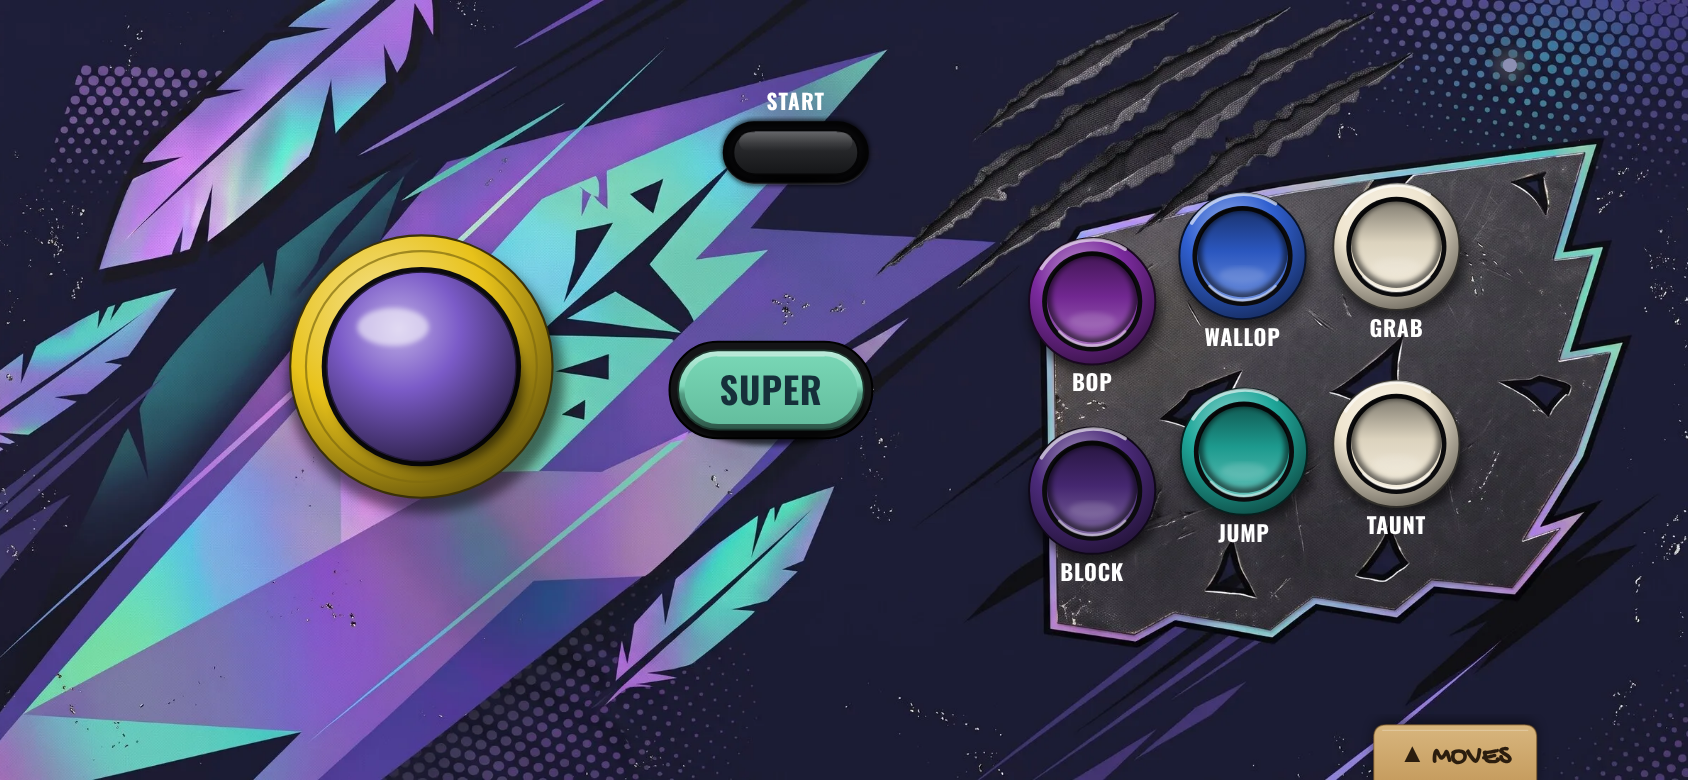 START
SUPER
BOP
WALLOP
GRAB
BLOCK
JUMP
TAUNT
▲ MOVES